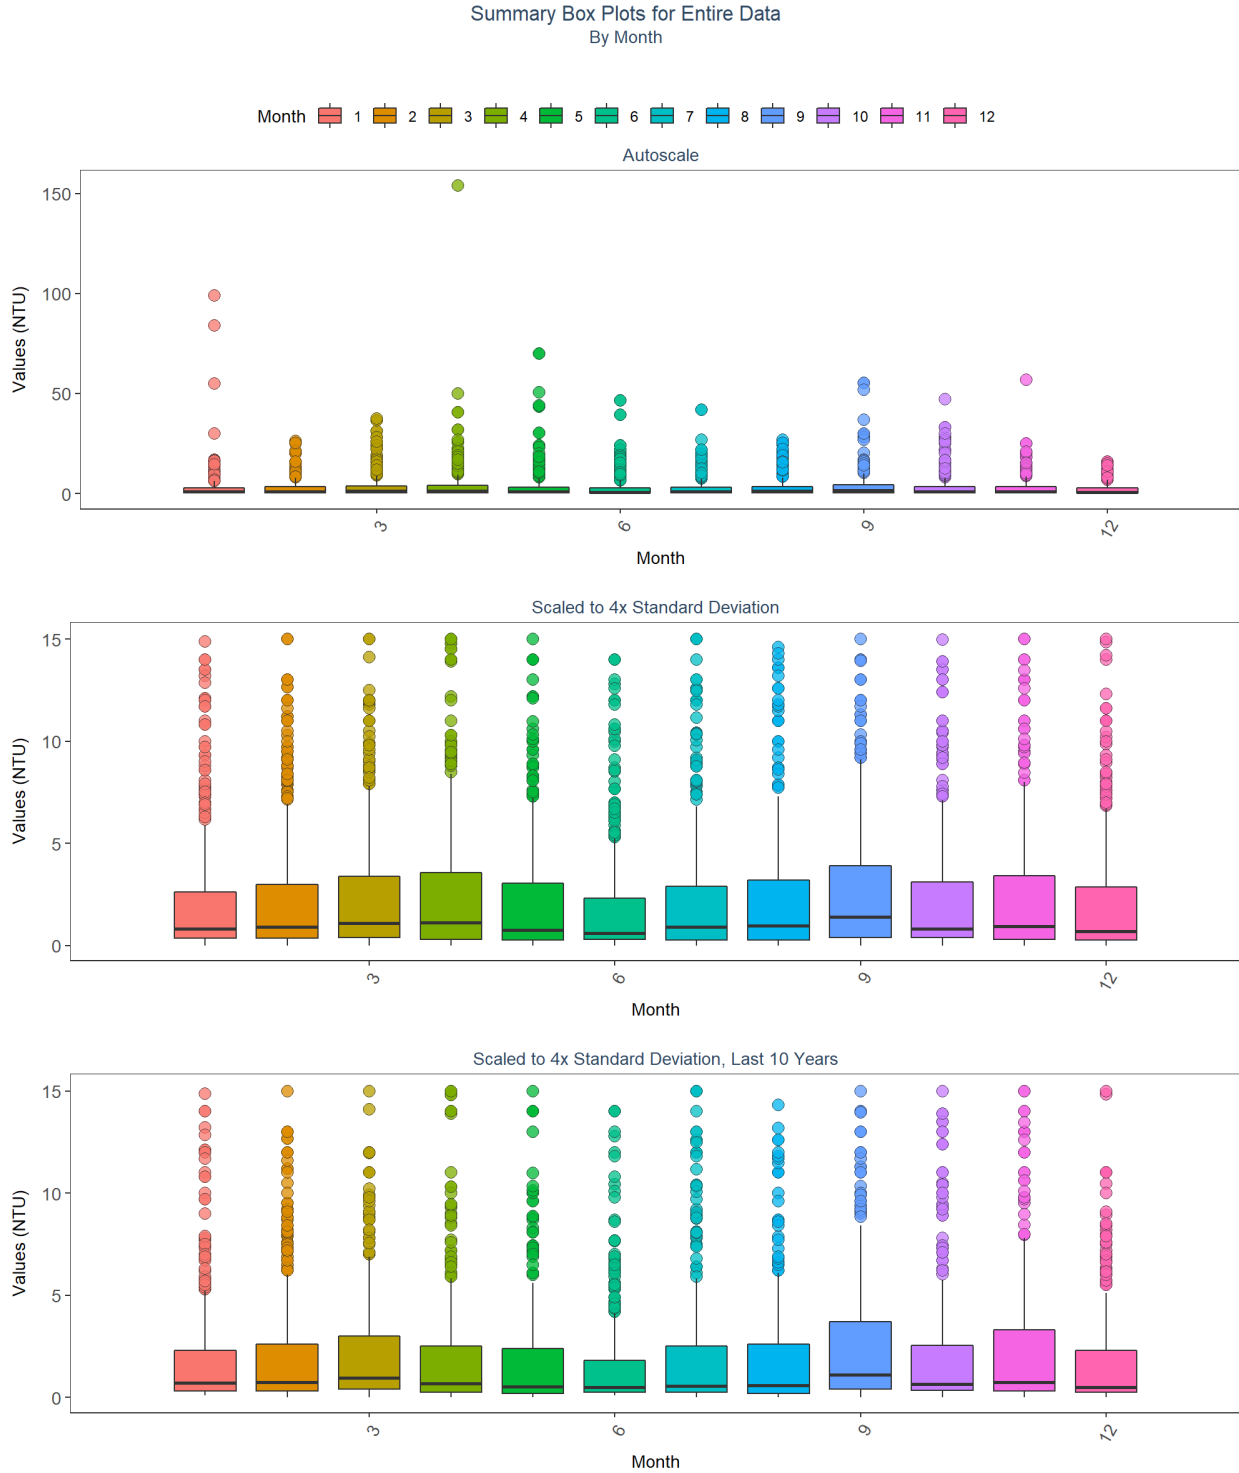 Summary Box Plots for Entire Data
By Month
Month 1 2 3 4 5 6 7 8 9 10 11 12
Autoscale
Values (NTU)
150
100
50
0
3 6 9 12
Month
Scaled to 4x Standard Deviation
Values (NTU)
15
10
5
0
3 6 9 12
Month
Scaled to 4x Standard Deviation, Last 10 Years
Values (NTU)
15
10
5
0
3 6 9 12
Month